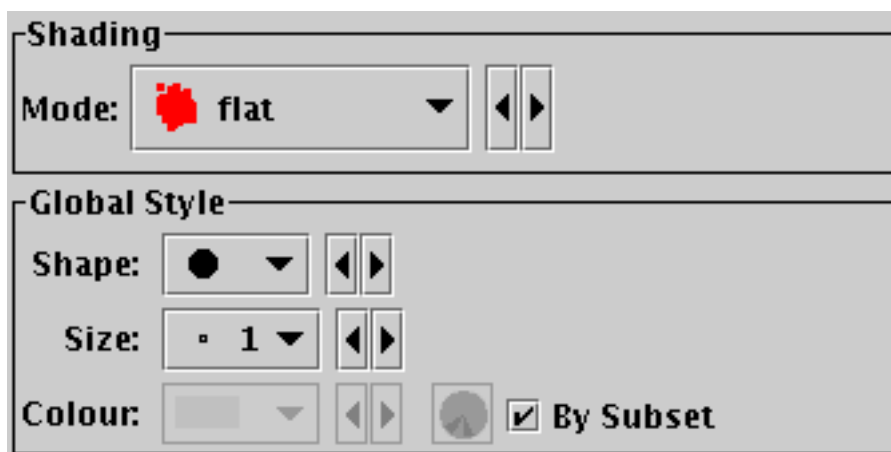 Shading
Mode: flat
Global Style
Shape:
Size: 1
Colour: By Subset